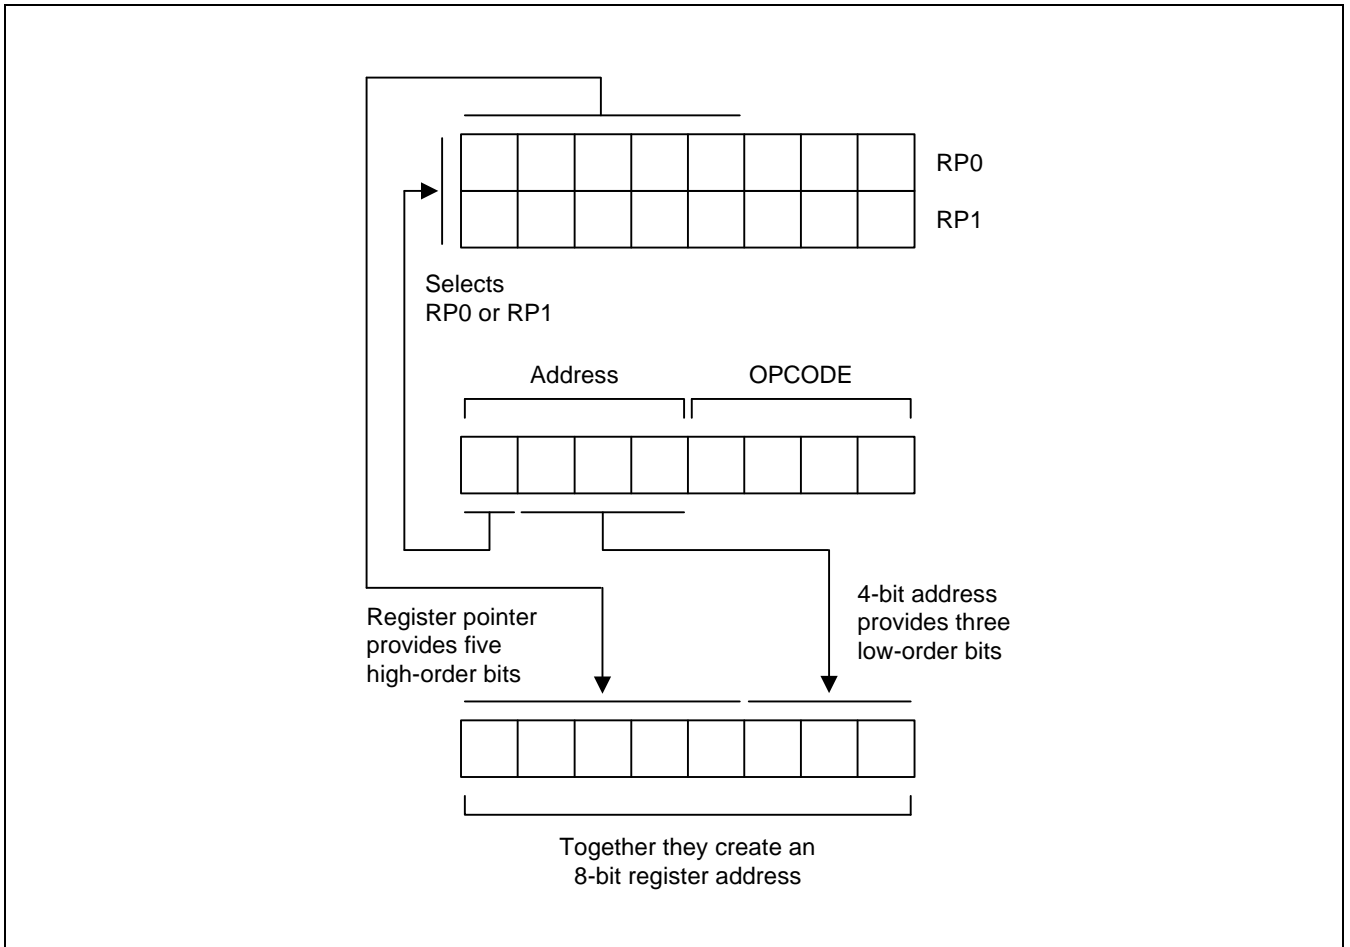 RP0
RP1
Selects
RP0 or RP1
Address
OPCODE
Register pointer
provides five
high-order bits
4-bit address
provides three
low-order bits
Together they create an
8-bit register address